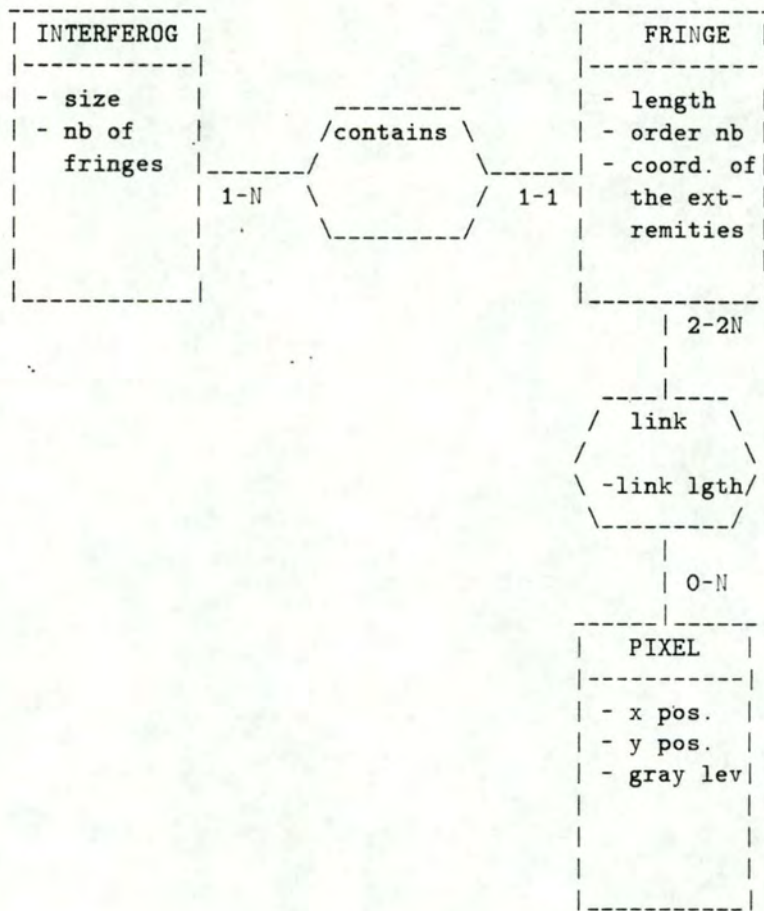 INTERFEROG
- size
- nb of
fringes
1-N
contains
1-1
FRINGE
- length
- order nb
- coord. of
the ext-
remities
2-2N
link
-link lgth
0-N
PIXEL
- x pos.
- y pos.
- gray lev